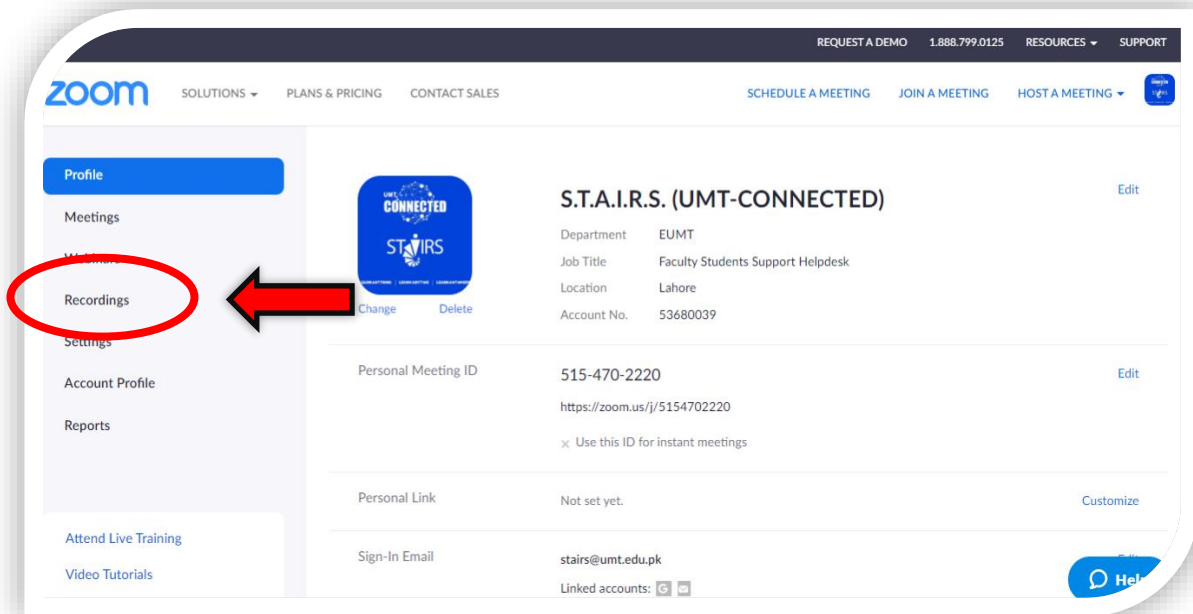 REQUEST A DEMO 1.888.799.0125 RESOURCES SUPPORT
zoom SOLUTIONS PLANS & PRICING CONTACT SALES SCHEDULE A MEETING JOIN A MEETING HOST A MEETING
Profile
Meetings
Webinars
Recordings
Settings
Account Profile
Reports
Attend Live Training
Video Tutorials
UMT
CONNECTED
STAIRS
Change Delete
S.T.A.I.R.S. (UMT-CONNECTED) Edit
Department EUMT
Job Title Faculty Students Support Helpdesk
Location Lahore
Account No. 53680039
Personal Meeting ID 515-470-2220 Edit
https://zoom.us/j/5154702220
× Use this ID for instant meetings
Personal Link Not set yet. Customize
Sign-In Email stairs@umt.edu.pk Edit
Linked accounts: G
Help